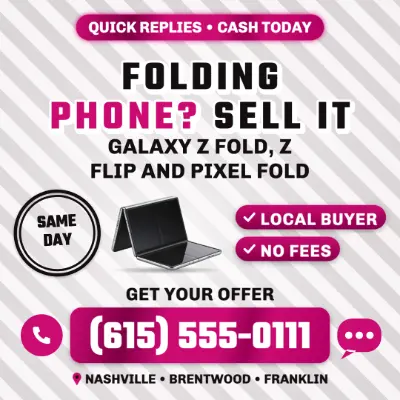 QUICK REPLIES • CASH TODAY
FOLDING
PHONE? SELL IT
GALAXY Z FOLD, Z
FLIP AND PIXEL FOLD
SAME
DAY
LOCAL BUYER
NO FEES
GET YOUR OFFER
(615) 555-0111
NASHVILLE • BRENTWOOD • FRANKLIN